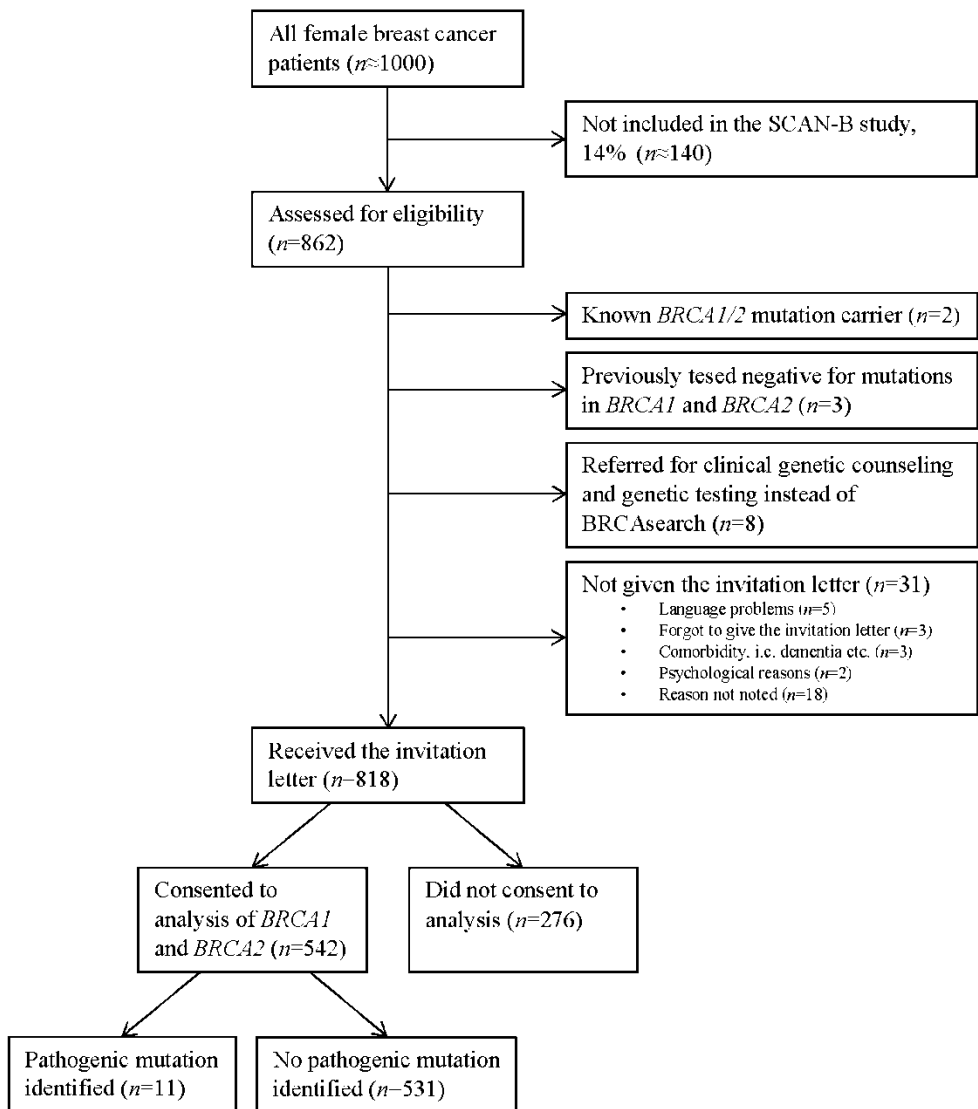 All female breast cancer
patients (n≈1000)
Not included in the SCAN-B study,
14% (n≈140)
Assessed for eligibility
(n=862)
Known BRCA1/2 mutation carrier (n=2)
Previously tesed negative for mutations
in BRCA1 and BRCA2 (n=3)
Referred for clinical genetic counseling
and genetic testing instead of
BRCAsearch (n=8)
Not given the invitation letter (n=31)
• Language problems (n=5)
• Forgot to give the invitation letter (n=3)
• Comorbidity, i.e. dementia etc. (n=3)
• Psychological reasons (n=2)
• Reason not noted (n=18)
Received the invitation
letter (n=818)
Consented to
analysis of BRCA1
and BRCA2 (n=542)
Did not consent to
analysis (n=276)
Pathogenic mutation
identified (n=11)
No pathogenic mutation
identified (n=531)